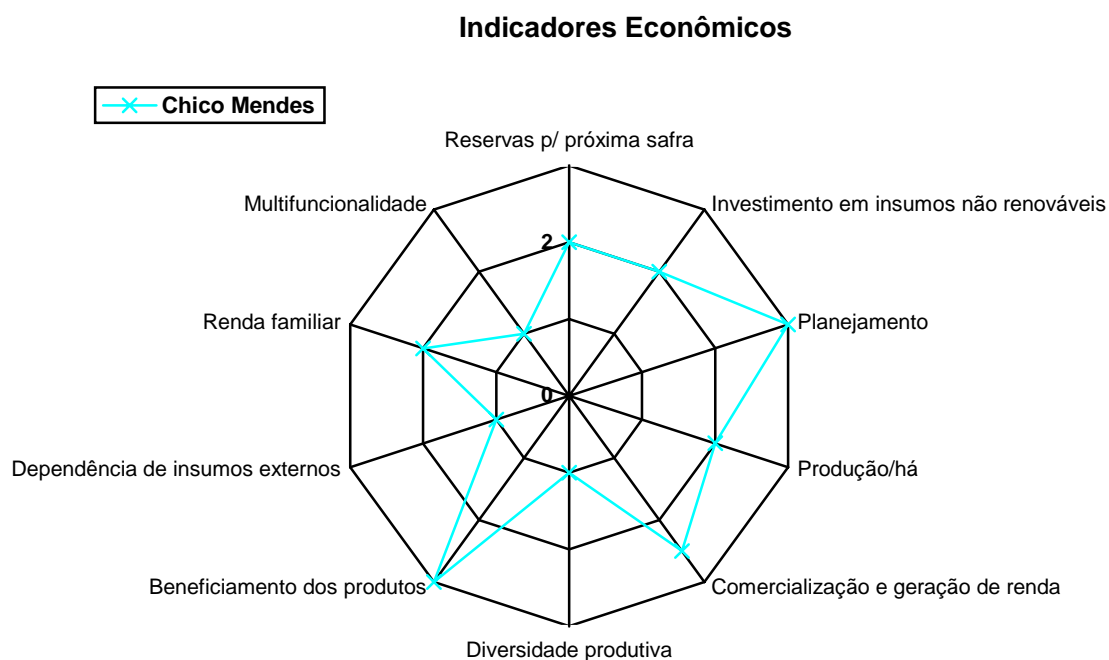 Indicadores Econômicos
Chico Mendes
Reservas p/ próxima safra
Multifuncionalidade
Investimento em insumos não renováveis
2
Renda familiar
Planejamento
0
Dependência de insumos externos
Produção/há
Beneficiamento dos produtos
Comercialização e geração de renda
Diversidade produtiva